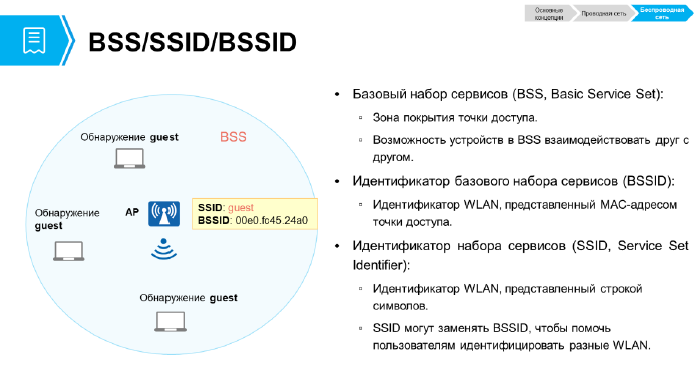 Основные
концепции
Проводная сеть
Беспроводная
сеть
BSS/SSID/BSSID
Обнаружение guest
BSS
Обнаружение
guest
AP
SSID: guest
BSSID: 00e0.fc45.24a0
Обнаружение guest
• Базовый набор сервисов (BSS, Basic Service Set):
▫ Зона покрытия точки доступа.
▫ Возможность устройств в BSS взаимодействовать друг с
другом.
• Идентификатор базового набора сервисов (BSSID):
▫ Идентификатор WLAN, представленный MAC-адресом
точки доступа.
• Идентификатор набора сервисов (SSID, Service Set
Identifier):
▫ Идентификатор WLAN, представленный строкой
символов.
▫ SSID могут заменять BSSID, чтобы помочь
пользователям идентифицировать разные WLAN.